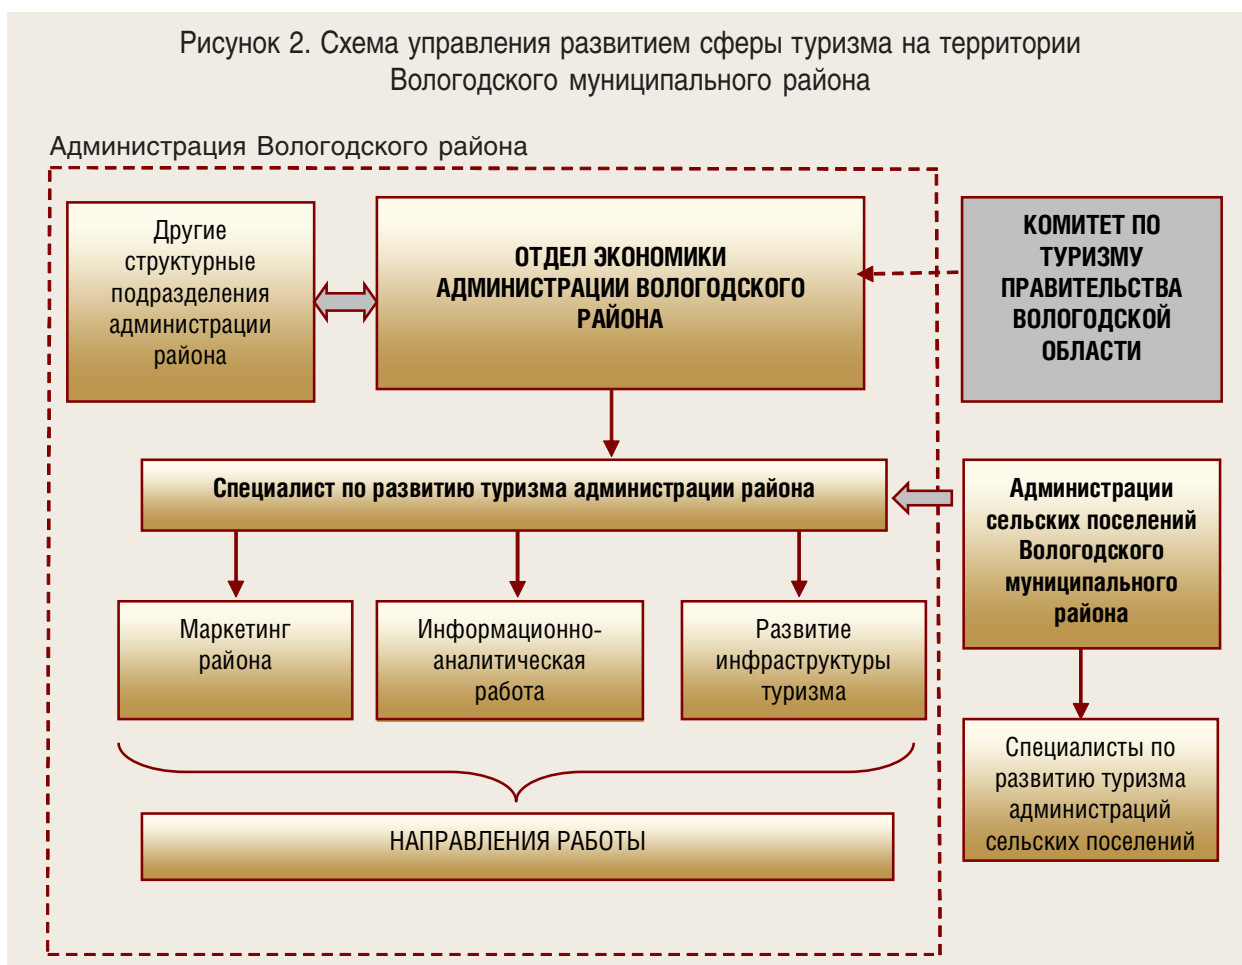 Рисунок 2. Схема управления развитием сферы туризма на территории
Вологодского муниципального района
Администрация Вологодского района
Другие
структурные
подразделения
администрации
района
ОТДЕЛ ЭКОНОМИКИ
АДМИНИСТРАЦИИ ВОЛОГОДСКОГО
РАЙОНА
КОМИТЕТ ПО
ТУРИЗМУ
ПРАВИТЕЛЬСТВА
ВОЛОГОДСКОЙ
ОБЛАСТИ
Специалист по развитию туризма администрации района
Администрации
сельских поселений
Вологодского
муниципального
района
Маркетинг
района
Информационно-
аналитическая
работа
Развитие
инфраструктуры
туризма
Специалисты по
развитию туризма
администраций
сельских поселений
НАПРАВЛЕНИЯ РАБОТЫ